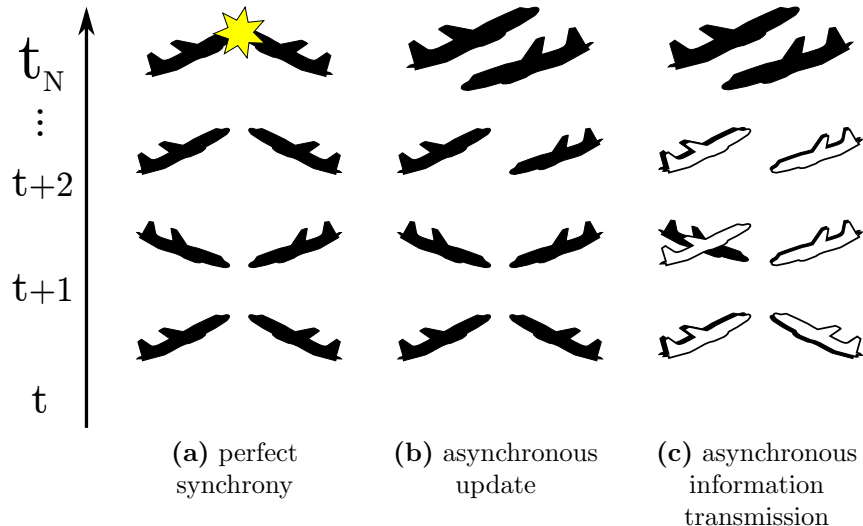 t_N
⋮
t+2
t+1
t
(a) perfect
synchrony
(b) asynchronous
update
(c) asynchronous
information
transmission